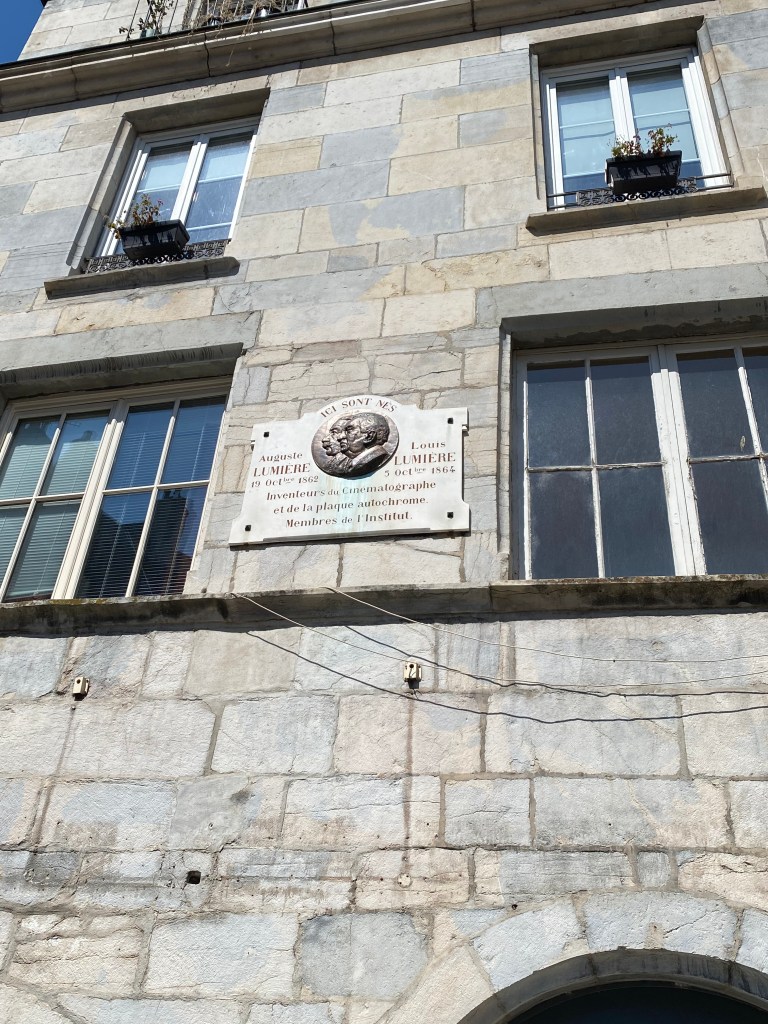 ICI SONT NÉS
Auguste
LUMIÈRE
19 Octbre 1862
Louis
LUMIÈRE
5 Octbre 1864
Inventeurs du Cinématographe
et de la plaque autochrome.
Membres de l'Institut.